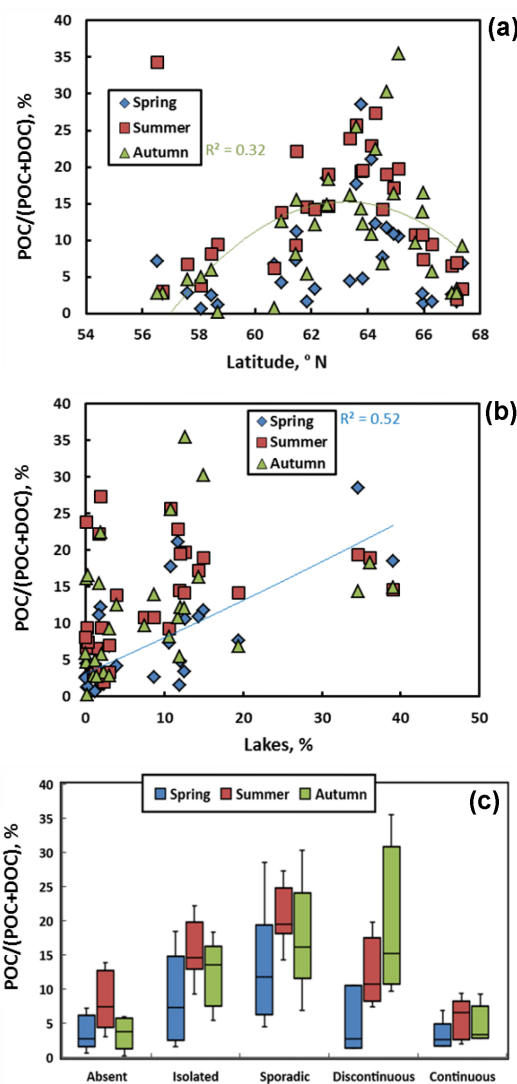 (a)
POC/(POC+DOC), %
40
35
30
25
20
15
10
5
0
Spring
Summer
Autumn
R² = 0.32
54 56 58 60 62 64 66 68
Latitude, ° N
(b)
POC/(POC+DOC), %
40
35
30
25
20
15
10
5
0
Spring
Summer
Autumn
R² = 0.52
0 10 20 30 40 50
Lakes, %
(c)
POC/(POC+DOC), %
40
35
30
25
20
15
10
5
0
Spring Summer Autumn
Absent Isolated Sporadic Discontinuous Continuous